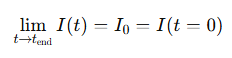 lim_{t→t_end} I(t) = I_0 = I(t = 0)